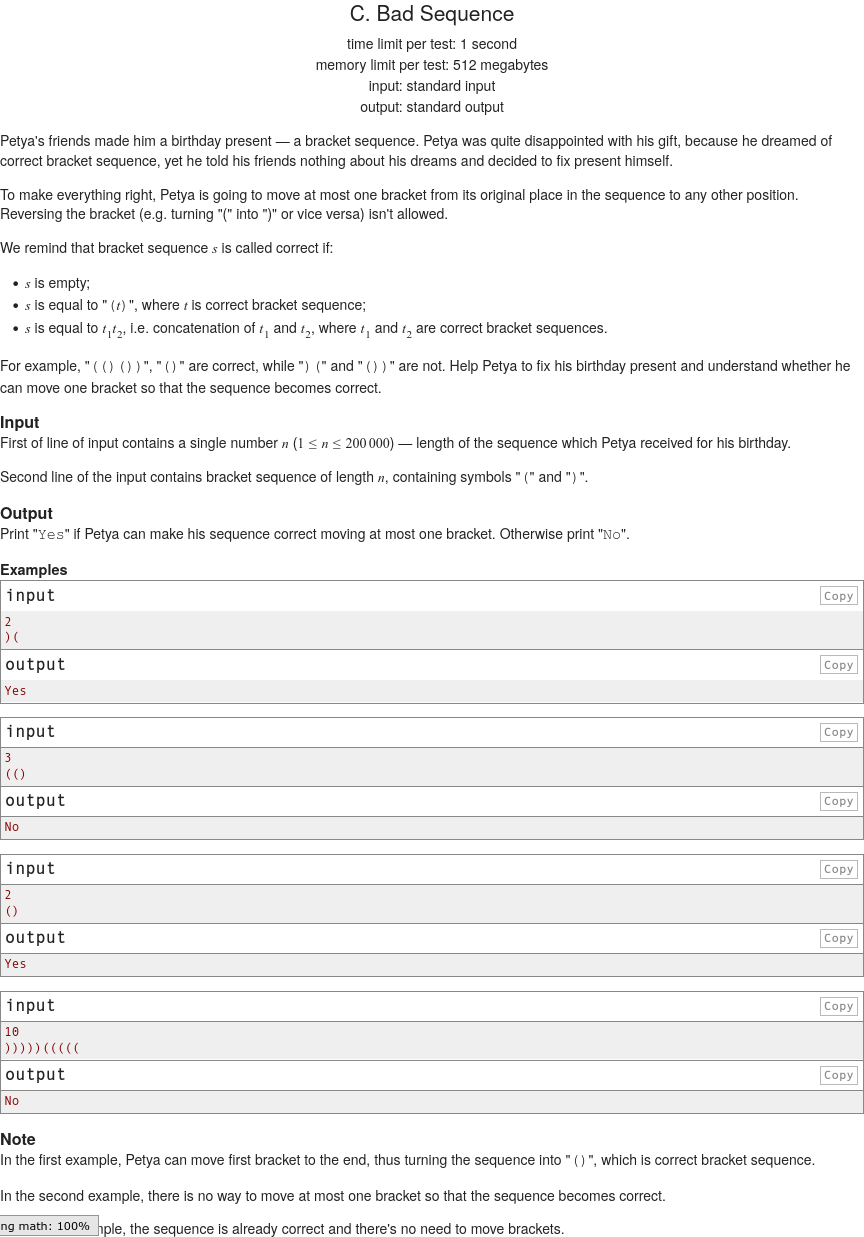 C. Bad Sequence
time limit per test: 1 second
memory limit per test: 512 megabytes
input: standard input
output: standard output
Petya's friends made him a birthday present — a bracket sequence. Petya was quite disappointed with his gift, because he dreamed of
correct bracket sequence, yet he told his friends nothing about his dreams and decided to fix present himself.
To make everything right, Petya is going to move at most one bracket from its original place in the sequence to any other position.
Reversing the bracket (e.g. turning "(" into ")" or vice versa) isn't allowed.
We remind that bracket sequence s is called correct if:
• s is empty;
• s is equal to "(t)", where t is correct bracket sequence;
• s is equal to t1t2, i.e. concatenation of t1 and t2, where t1 and t2 are correct bracket sequences.
For example, "(()())", "()" are correct, while ")(" and "())" are not. Help Petya to fix his birthday present and understand whether he
can move one bracket so that the sequence becomes correct.
Input
First of line of input contains a single number n (1 ≤ n ≤ 200 000) — length of the sequence which Petya received for his birthday.
Second line of the input contains bracket sequence of length n, containing symbols "(" and ")".
Output
Print "Yes" if Petya can make his sequence correct moving at most one bracket. Otherwise print "No".
Examples
input Copy
2
)(
output Copy
Yes
input Copy
3
(()
output Copy
No
input Copy
2
()
output Copy
Yes
input Copy
10
)))))(((((
output Copy
No
Note
In the first example, Petya can move first bracket to the end, thus turning the sequence into "()", which is correct bracket sequence.
In the second example, there is no way to move at most one bracket so that the sequence becomes correct.
ng math: 100% mple, the sequence is already correct and there's no need to move brackets.